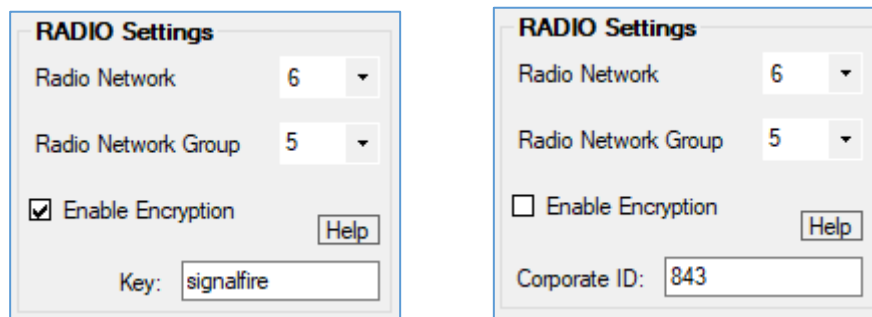 RADIO Settings
Radio Network 6
Radio Network Group 5
Enable Encryption
Help
Key: signalfire
RADIO Settings
Radio Network 6
Radio Network Group 5
Enable Encryption
Help
Corporate ID: 843